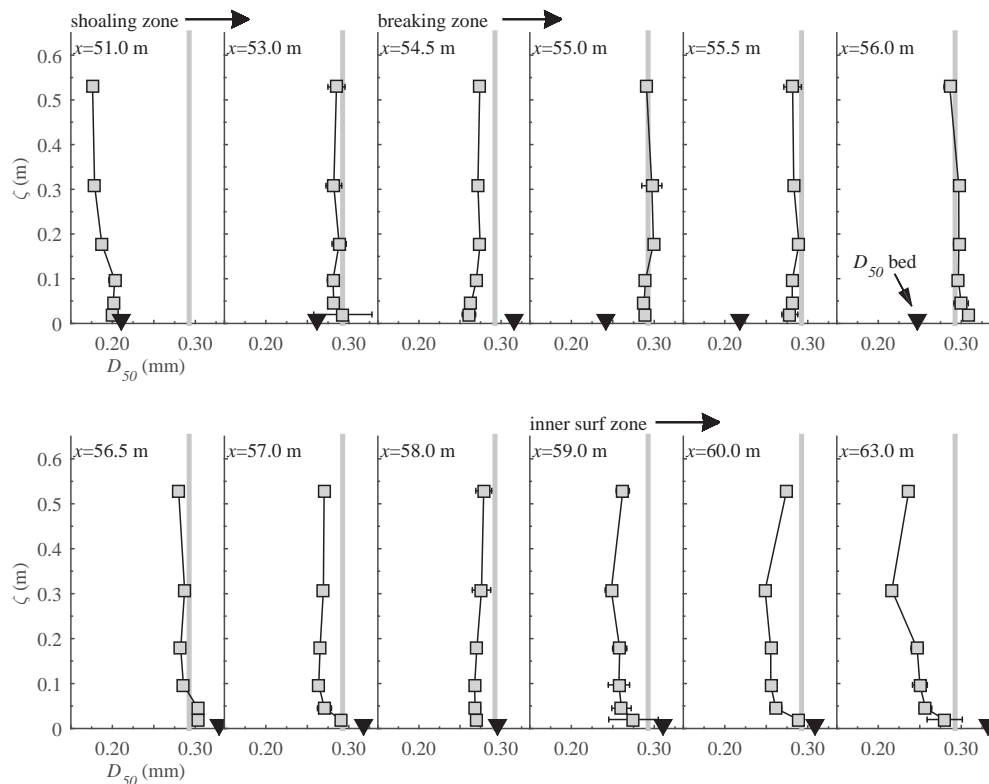 shoaling zone
breaking zone
x=51.0 m
x=53.0 m
x=54.5 m
x=55.0 m
x=55.5 m
x=56.0 m
0.6
0.5
0.4
0.3
0.2
0.1
0
ζ (m)
D50 bed
0.20 0.30 0.20 0.30 0.20 0.30 0.20 0.30 0.20 0.30 0.20 0.30
D50 (mm)
inner surf zone
x=56.5 m
x=57.0 m
x=58.0 m
x=59.0 m
x=60.0 m
x=63.0 m
0.6
0.5
0.4
0.3
0.2
0.1
0
ζ (m)
0.20 0.30 0.20 0.30 0.20 0.30 0.20 0.30 0.20 0.30 0.20 0.30
D50 (mm)